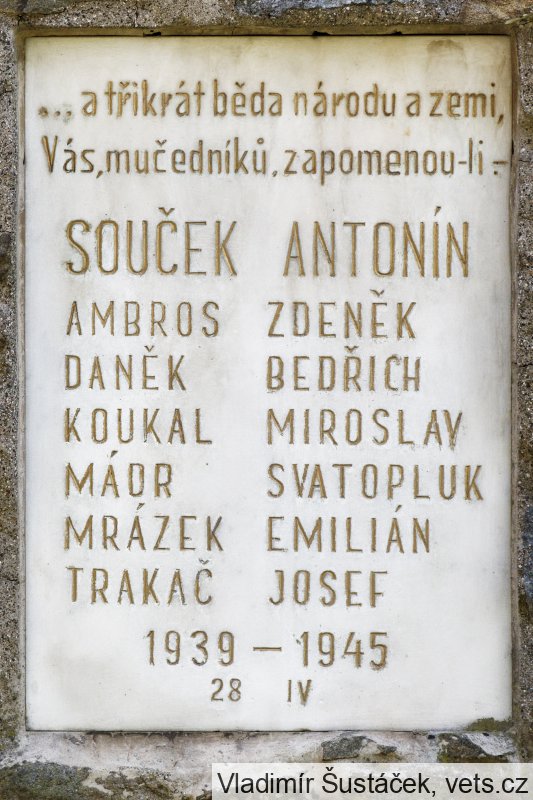 ... a třikrát běda národu a zemi,
Vás, mučedníků, zapomenou-li -
SOUČEK ANTONÍN
AMBROS ZDENĚK
DANĚK BEDŘICH
KOUKAL MIROSLAV
MÁDR SVATOPLUK
MRÁZEK EMILIÁN
TRAKAČ JOSEF
1939 – 1945
28 IV
Vladimír Šustáček, vets.cz